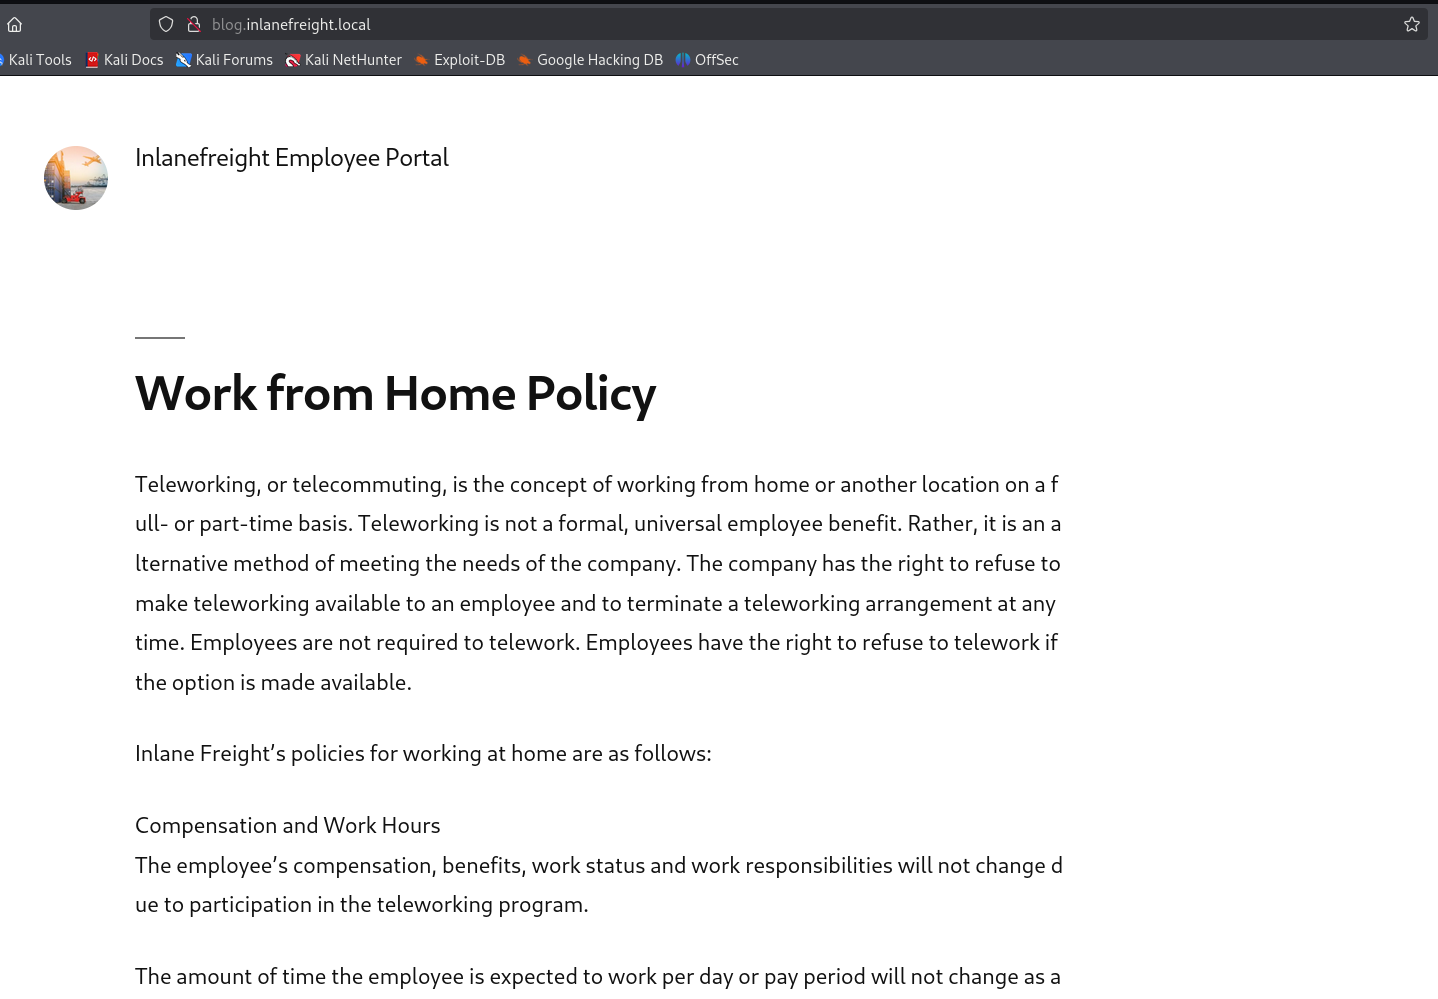 blog.inlanefreight.local
Kali Tools Kali Docs Kali Forums Kali NetHunter Exploit-DB Google Hacking DB OffSec
Inlanefreight Employee Portal
Work from Home Policy
Teleworking, or telecommuting, is the concept of working from home or another location on a f
ull- or part-time basis. Teleworking is not a formal, universal employee benefit. Rather, it is an a
lternative method of meeting the needs of the company. The company has the right to refuse to
make teleworking available to an employee and to terminate a teleworking arrangement at any
time. Employees are not required to telework. Employees have the right to refuse to telework if
the option is made available.
Inlane Freight’s policies for working at home are as follows:
Compensation and Work Hours
The employee’s compensation, benefits, work status and work responsibilities will not change d
ue to participation in the teleworking program.
The amount of time the employee is expected to work per day or pay period will not change as a